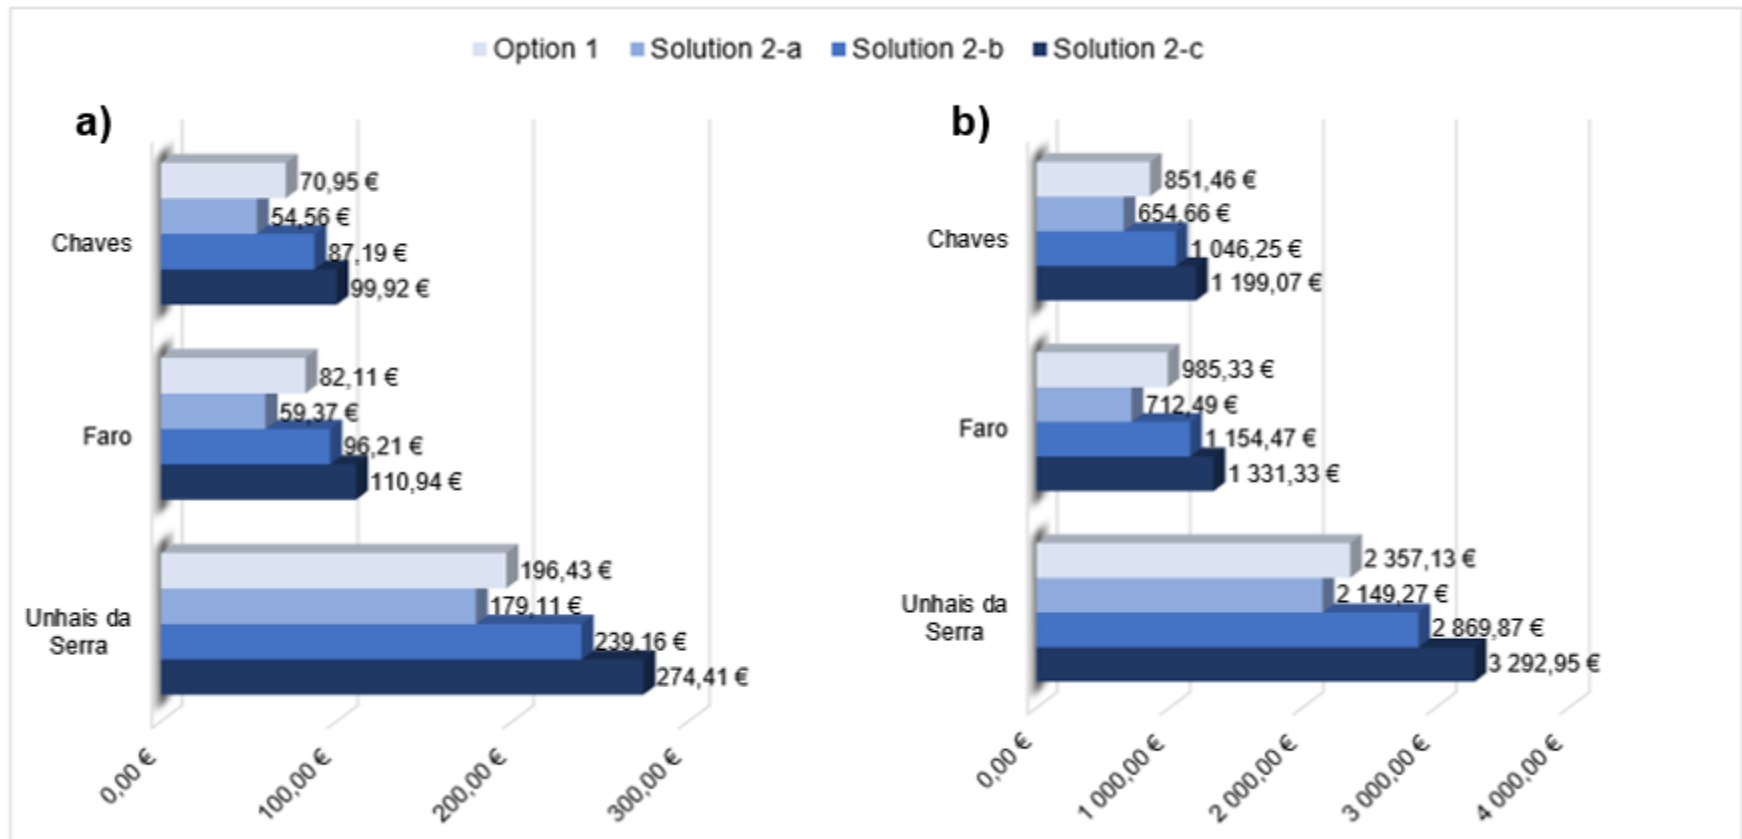 Option 1 Solution 2-a Solution 2-b Solution 2-c
a)
Chaves
70,95 €
54,56 €
87,19 €
99,92 €
Faro
82,11 €
59,37 €
96,21 €
110,94 €
Unhais da
Serra
196,43 €
179,11 €
239,16 €
274,41 €
0,00 € 100,00 € 200,00 € 300,00 €
b)
Chaves
851,46 €
654,66 €
1 046,25 €
1 199,07 €
Faro
985,33 €
712,49 €
1 154,47 €
1 331,33 €
Unhais da
Serra
2 357,13 €
2 149,27 €
2 869,87 €
3 292,95 €
0,00 € 1 000,00 € 2 000,00 € 3 000,00 € 4 000,00 €